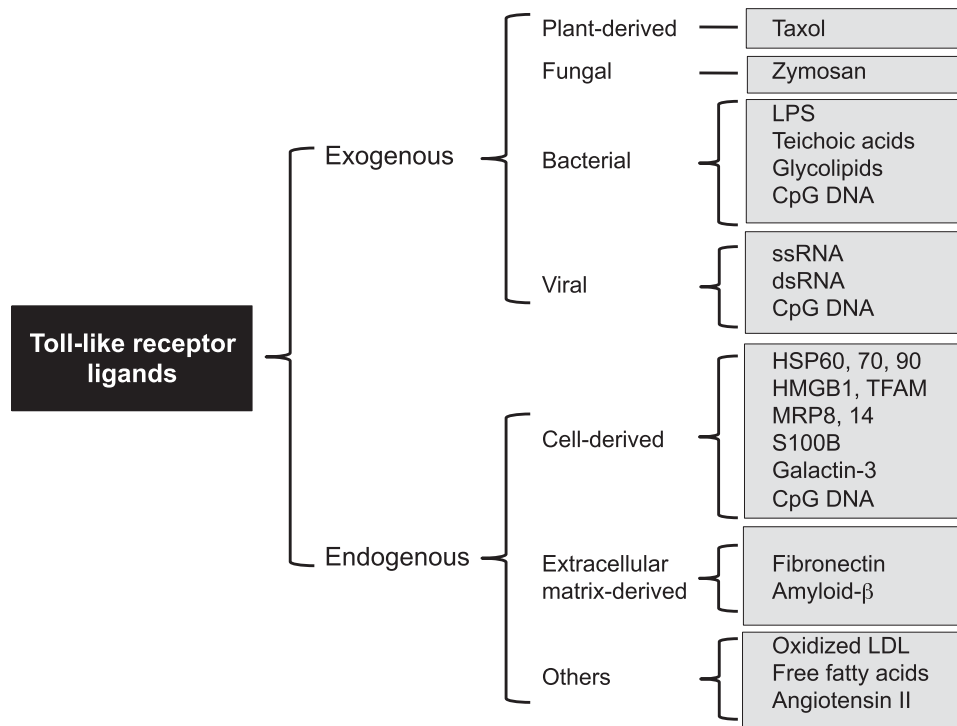 Toll-like receptor
ligands
Exogenous
Plant-derived
Taxol
Fungal
Zymosan
Bacterial
LPS
Teichoic acids
Glycolipids
CpG DNA
Viral
ssRNA
dsRNA
CpG DNA
Endogenous
Cell-derived
HSP60, 70, 90
HMGB1, TFAM
MRP8, 14
S100B
Galactin-3
CpG DNA
Extracellular
matrix-derived
Fibronectin
Amyloid-β
Others
Oxidized LDL
Free fatty acids
Angiotensin II